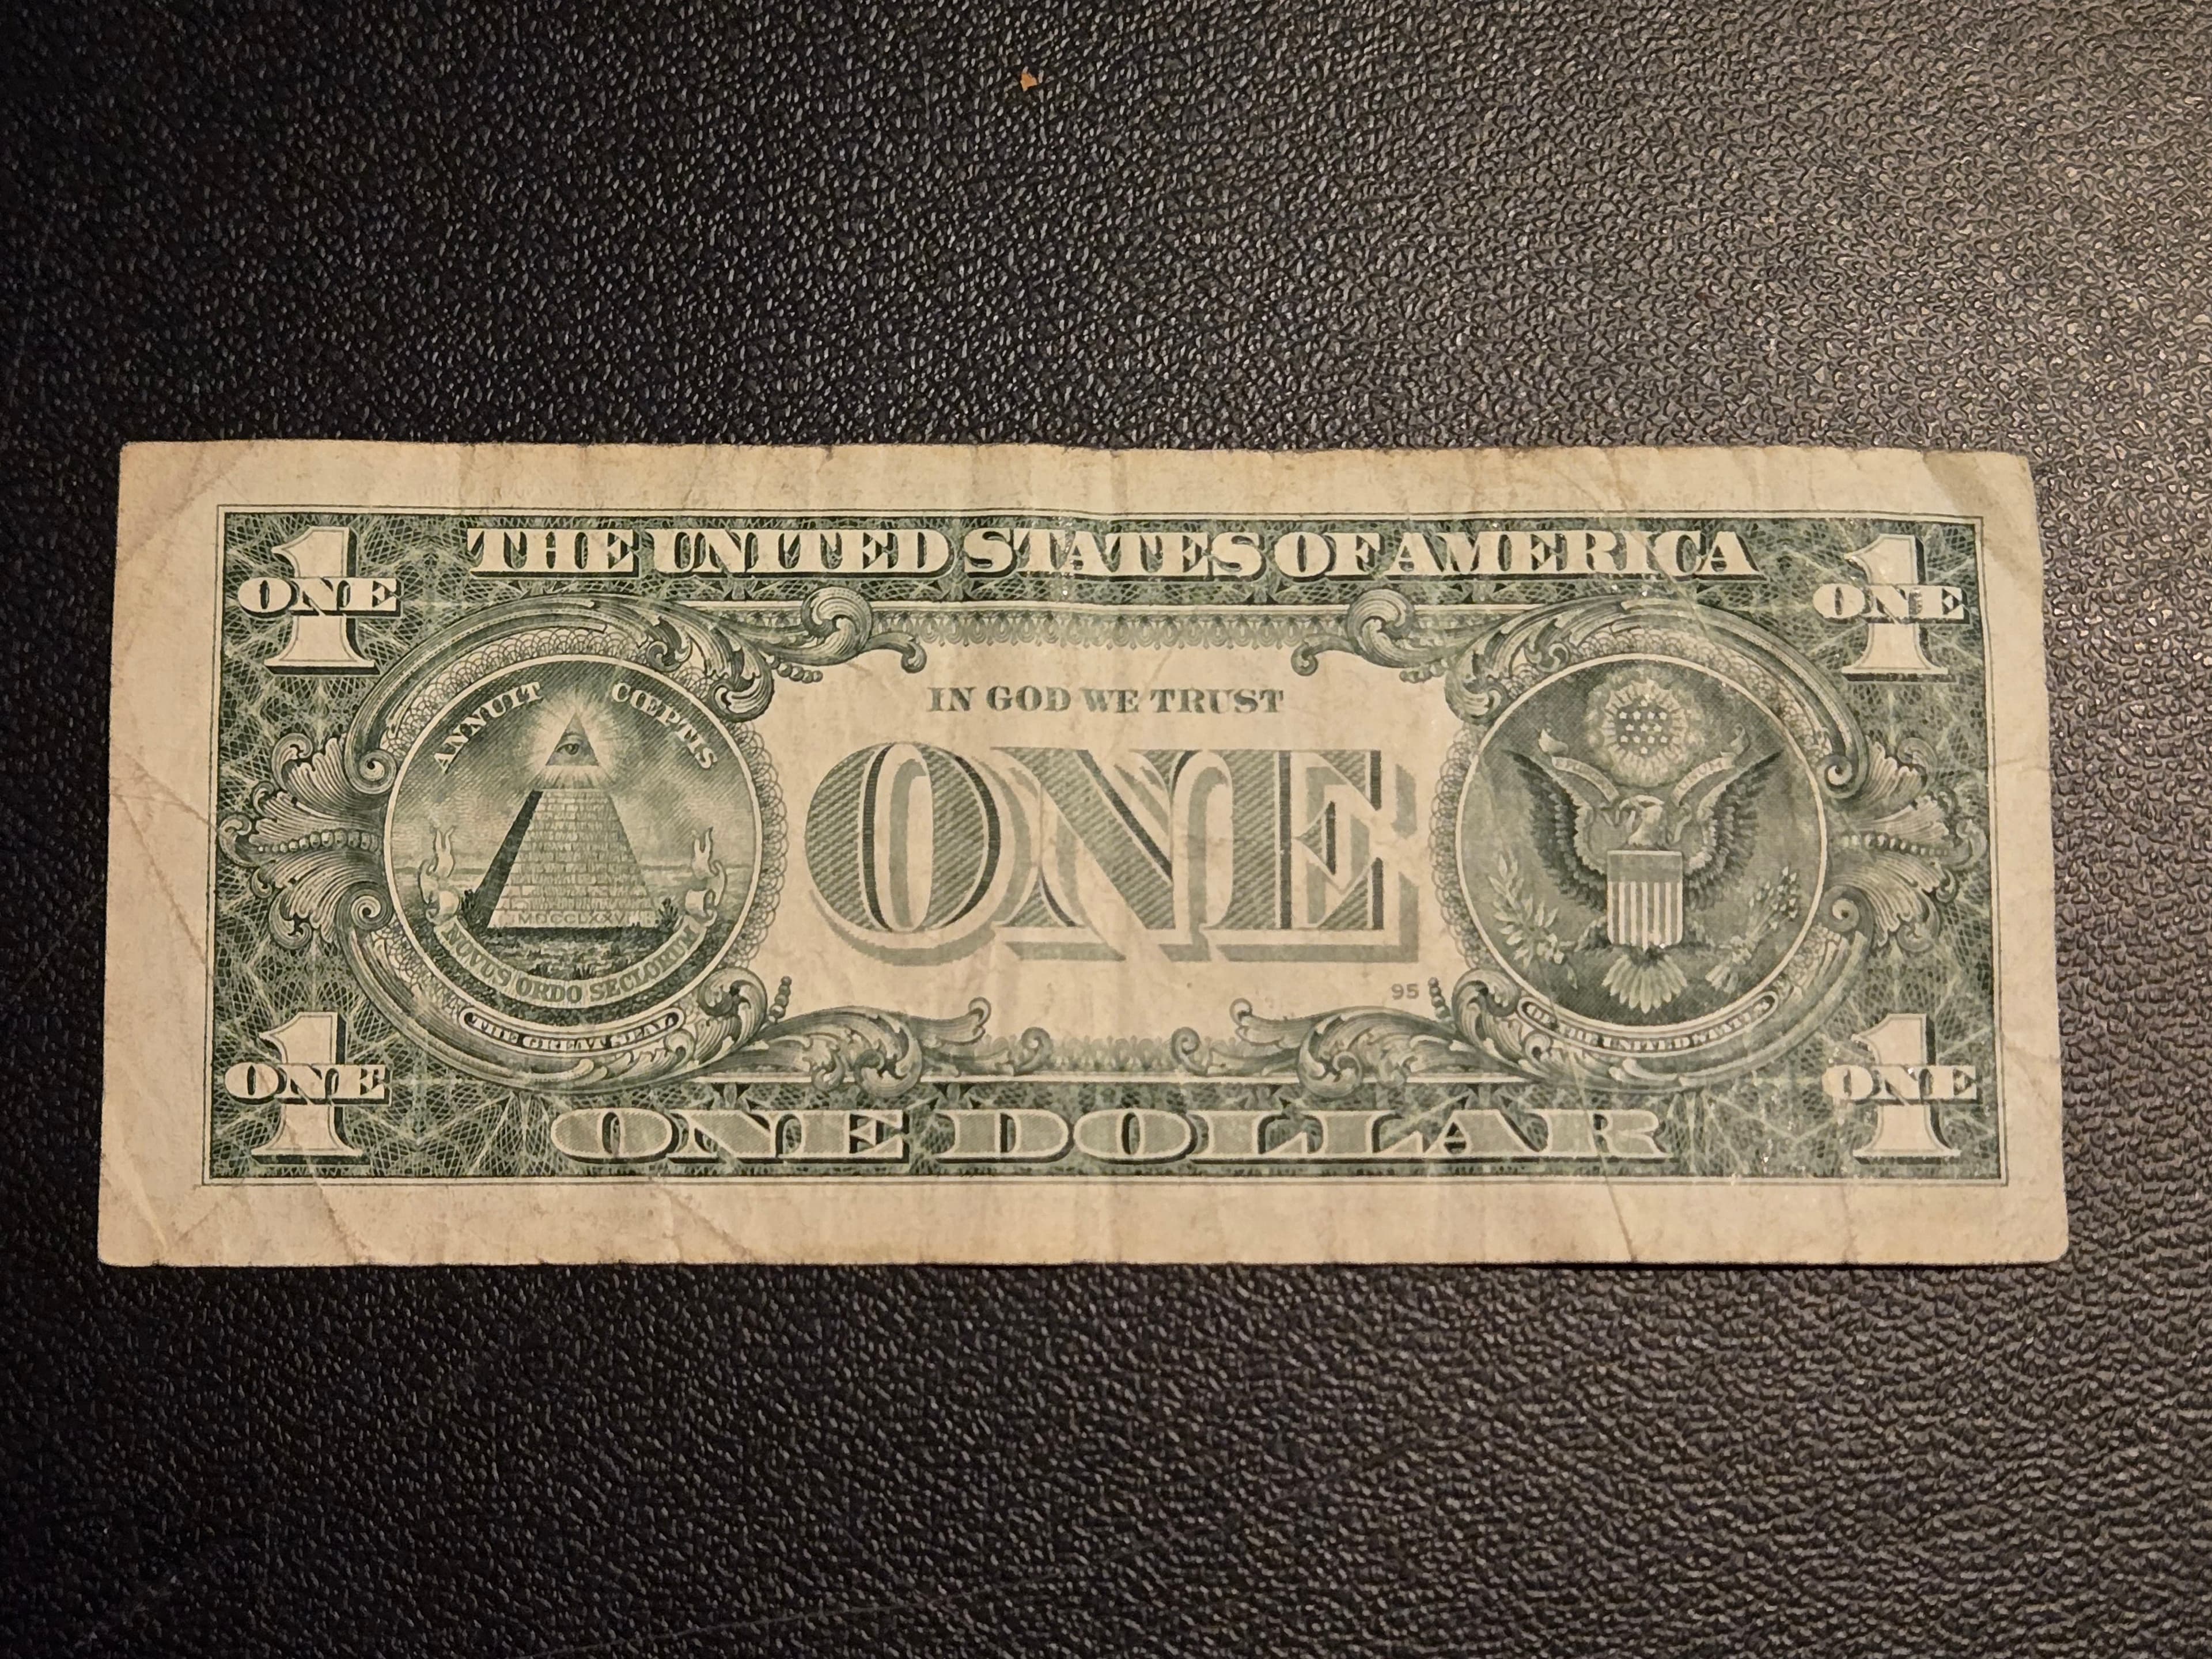 1
ONE
THE UNITED STATES OF AMERICA
1
ONE
ANNUIT CŒPTIS
IN GOD WE TRUST
ONE
MDCCLXXVI
NOVUS ORDO SECLORUM
95
THE GREAT SEAL
OF THE UNITED STATES
1
ONE
ONE DOLLAR
1
ONE